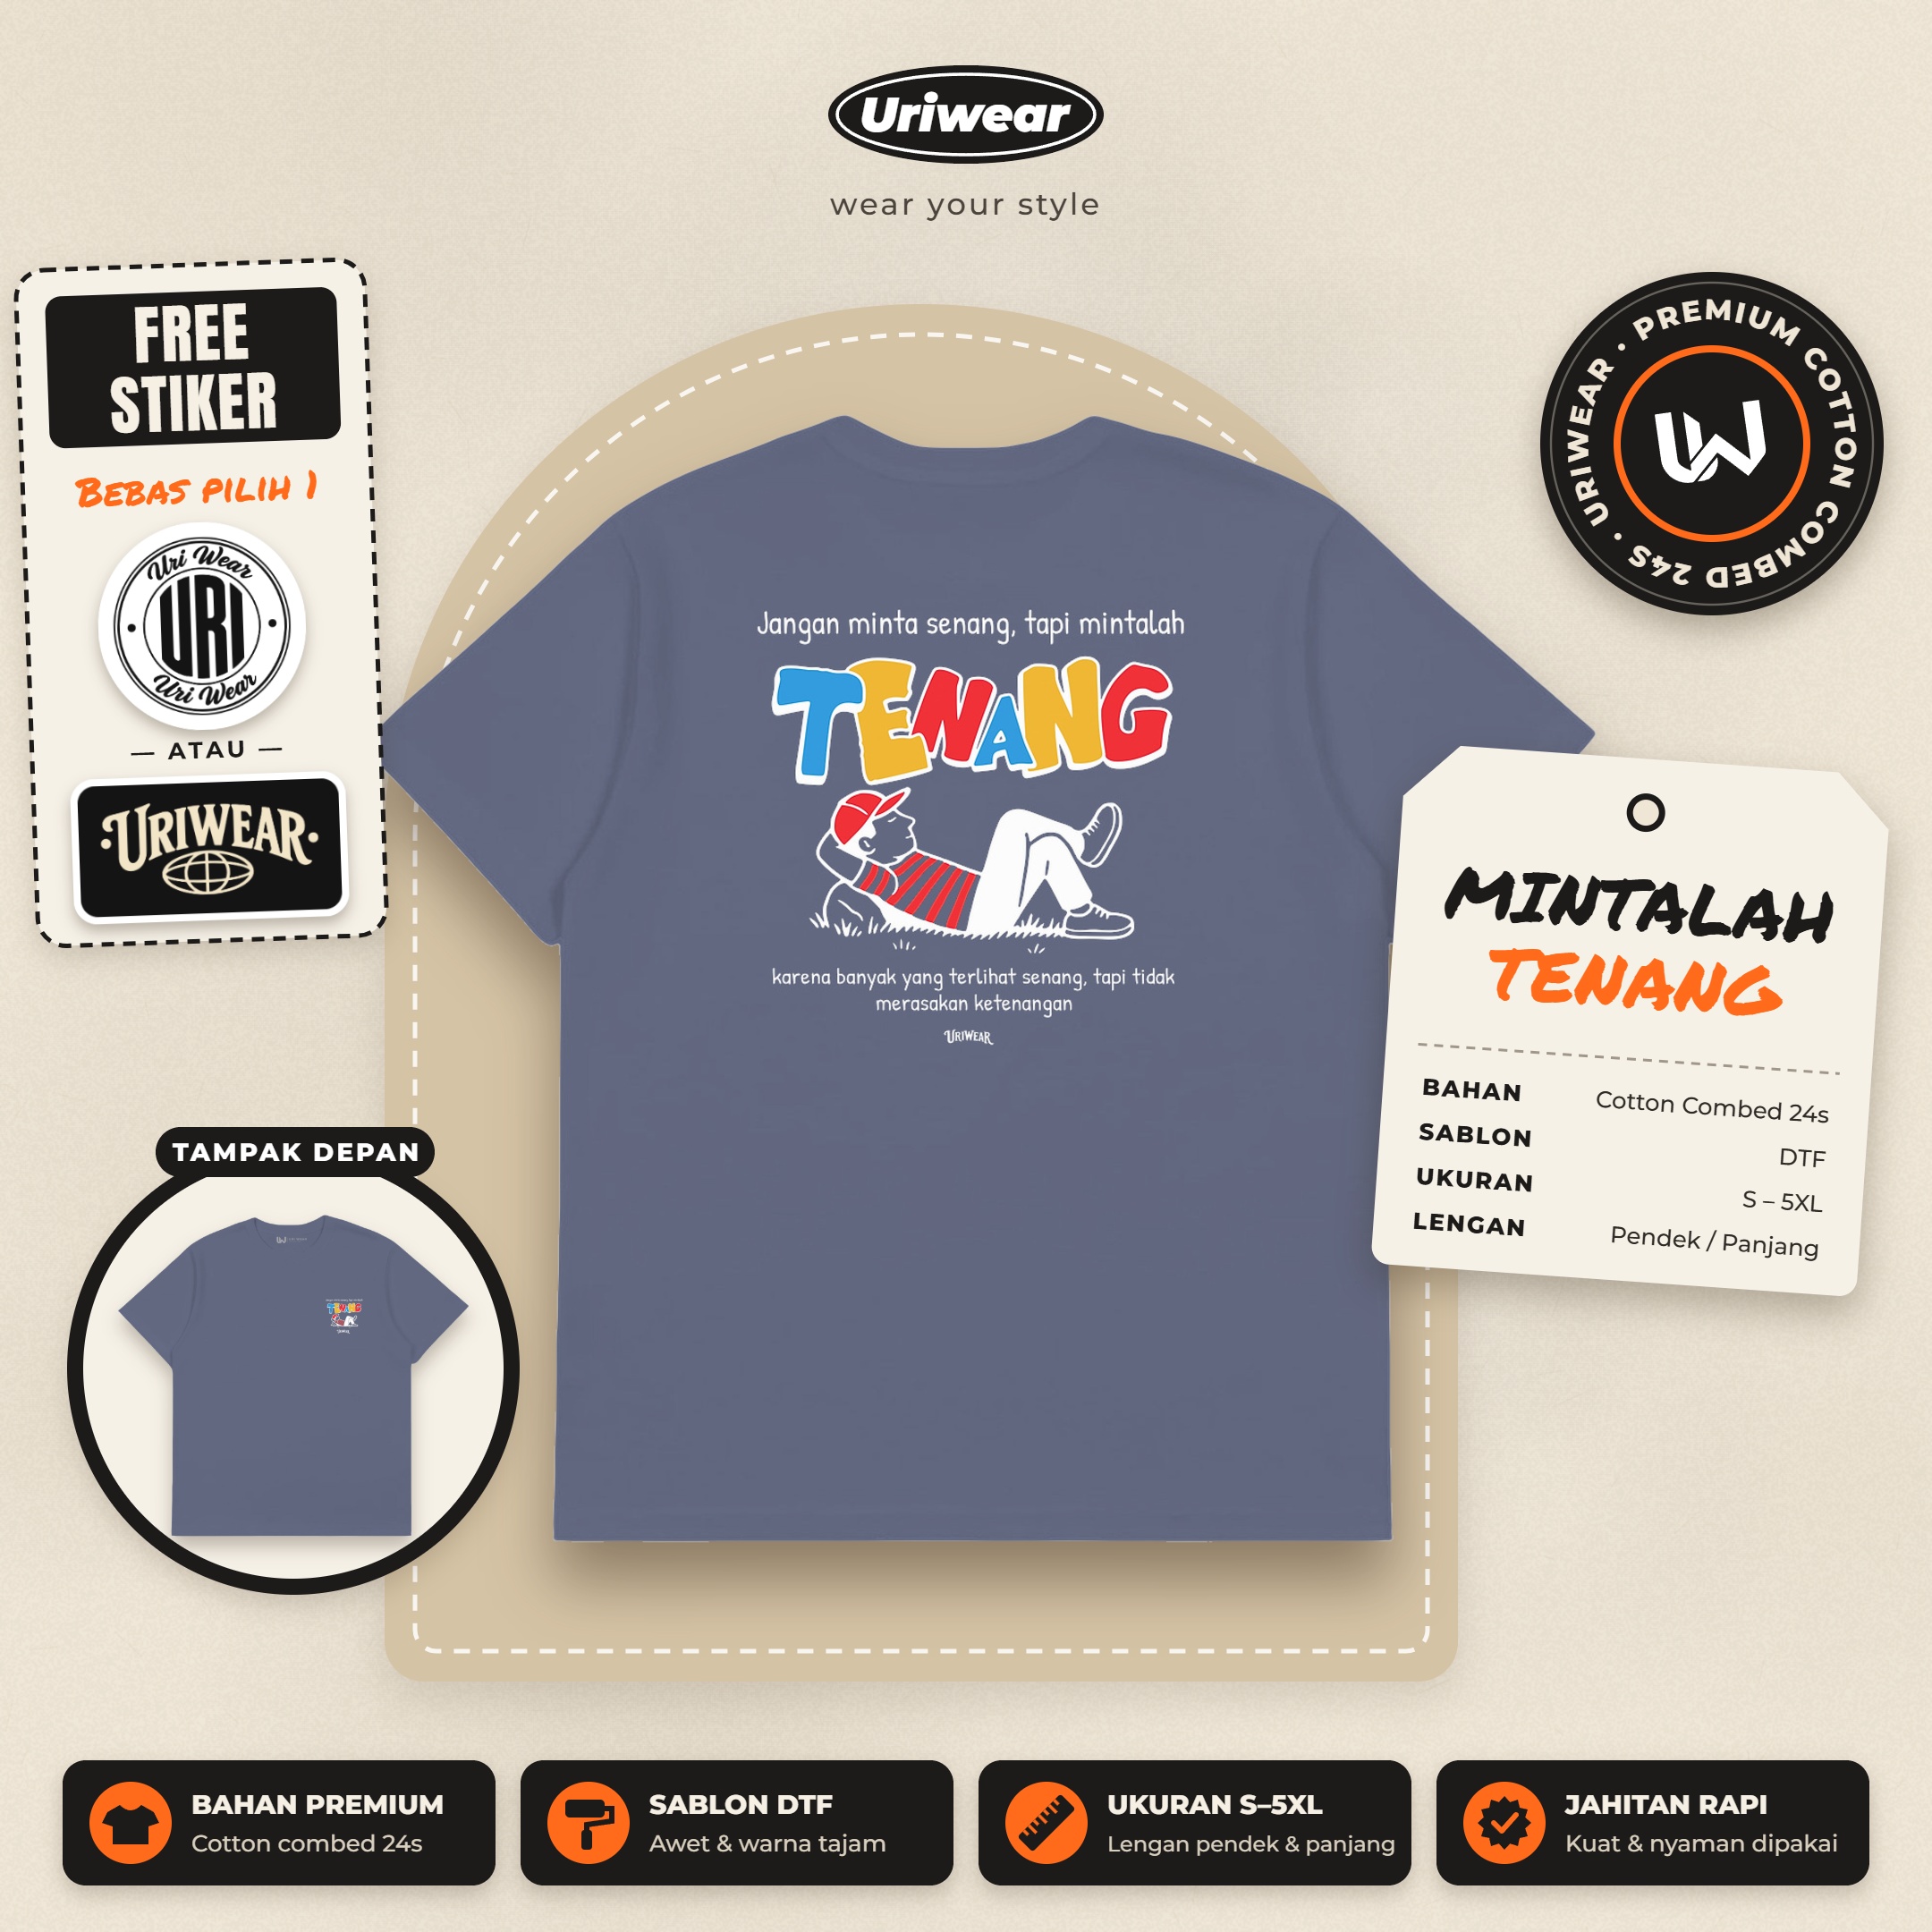 Uriwear
wear your style
FREE
STIKER
BEBAS PILIH 1
Uri Wear
URI
Uri Wear
— ATAU —
URIWEAR
URIWEAR • PREMIUM COTTON COMBED 24S •
W
Jangan minta senang, tapi mintalah
TENANG
karena banyak yang terlihat senang, tapi tidak
merasakan ketenangan
URIWEAR
MINTALAH
TENANG
BAHAN Cotton Combed 24s
SABLON DTF
UKURAN S – 5XL
LENGAN Pendek / Panjang
TAMPAK DEPAN
TENANG
BAHAN PREMIUM
Cotton combed 24s
SABLON DTF
Awet & warna tajam
UKURAN S–5XL
Lengan pendek & panjang
JAHITAN RAPI
Kuat & nyaman dipakai